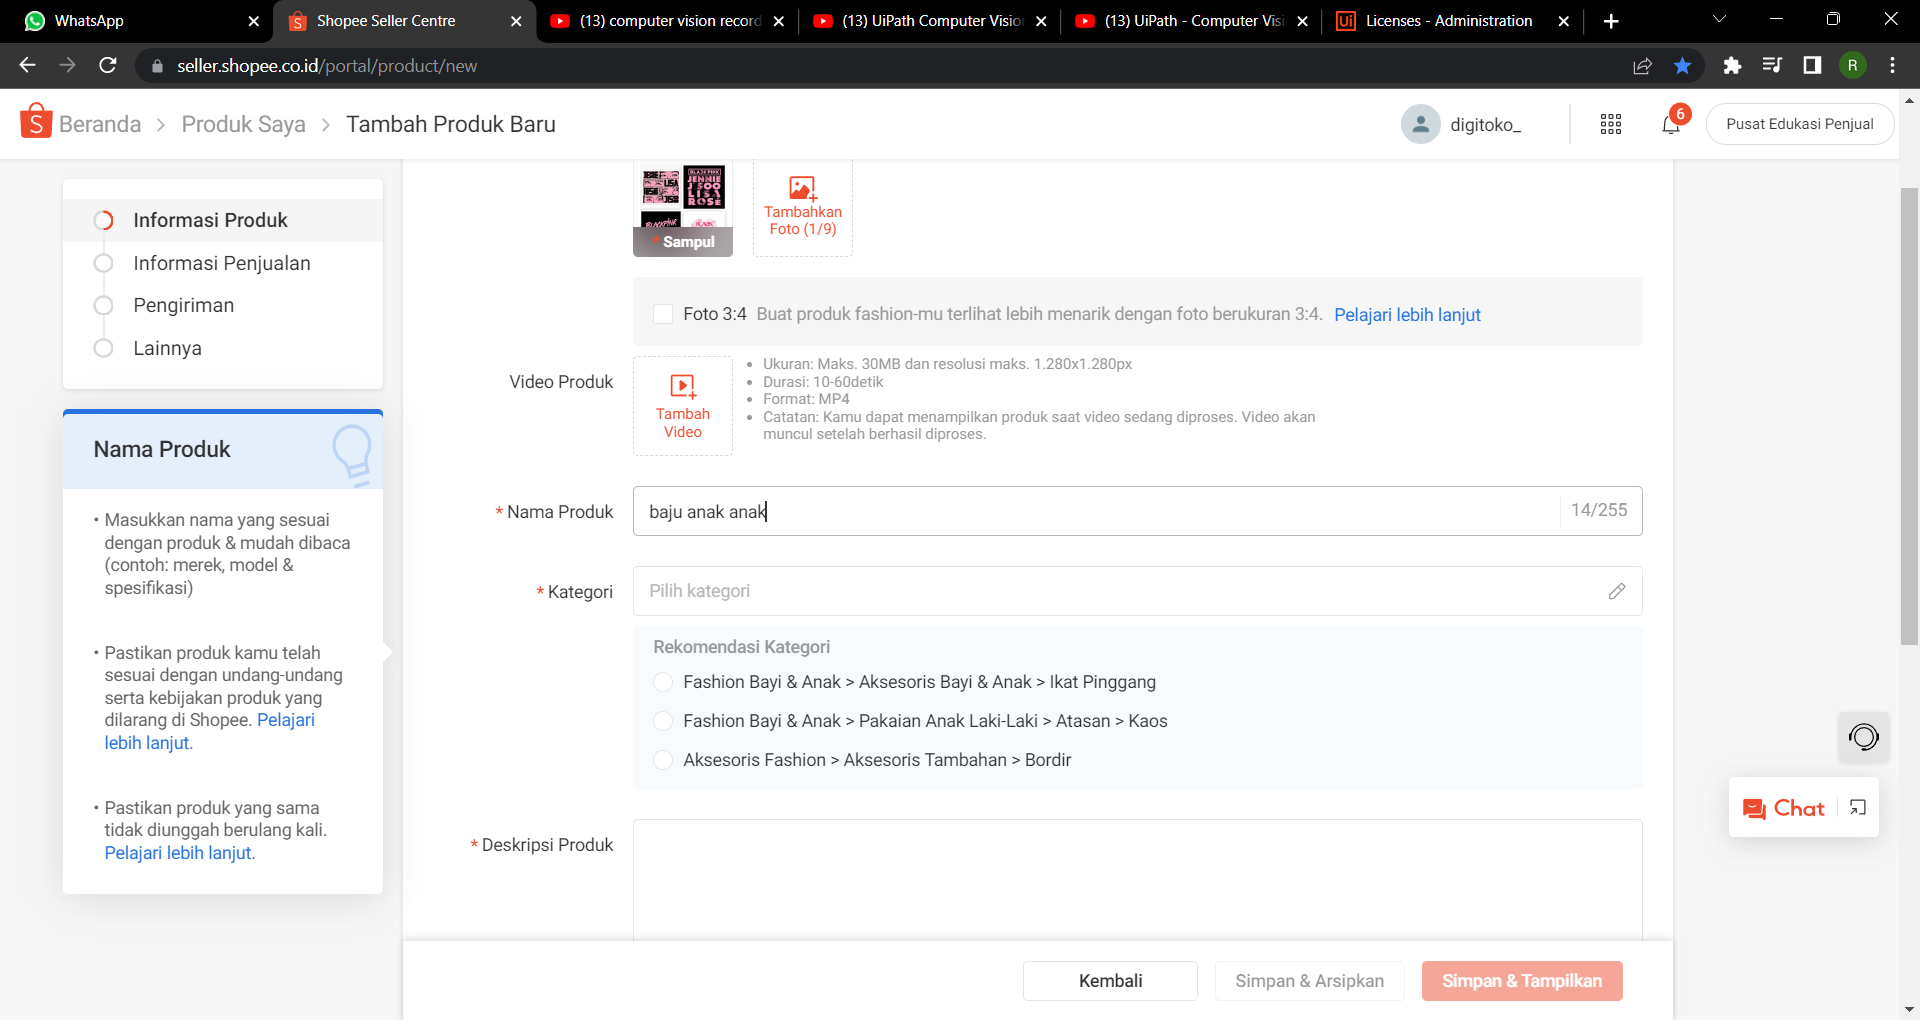 WhatsApp
Shopee Seller Centre
(13) computer vision record
(13) UiPath Computer Vision
(13) UiPath - Computer Visi
Ui Licenses - Administration
seller.shopee.co.id/portal/product/new
R
Beranda > Produk Saya > Tambah Produk Baru
digitoko_
6
Pusat Edukasi Penjual
Informasi Produk
Informasi Penjualan
Pengiriman
Lainnya
Nama Produk
• Masukkan nama yang sesuai
dengan produk & mudah dibaca
(contoh: merek, model &
spesifikasi)
• Pastikan produk kamu telah
sesuai dengan undang-undang
serta kebijakan produk yang
dilarang di Shopee. Pelajari
lebih lanjut.
• Pastikan produk yang sama
tidak diunggah berulang kali.
Pelajari lebih lanjut.
JENNIE
JISOO
LISA
ROSE
BLACKPINK
* Sampul
Tambahkan
Foto (1/9)
Foto 3:4 Buat produk fashion-mu terlihat lebih menarik dengan foto berukuran 3:4. Pelajari lebih lanjut
Video Produk
Tambah
Video
• Ukuran: Maks. 30MB dan resolusi maks. 1.280x1.280px
• Durasi: 10-60detik
• Format: MP4
• Catatan: Kamu dapat menampilkan produk saat video sedang diproses. Video akan
muncul setelah berhasil diproses.
* Nama Produk
baju anak anak
14/255
* Kategori
Pilih kategori
Rekomendasi Kategori
Fashion Bayi & Anak > Aksesoris Bayi & Anak > Ikat Pinggang
Fashion Bayi & Anak > Pakaian Anak Laki-Laki > Atasan > Kaos
Aksesoris Fashion > Aksesoris Tambahan > Bordir
* Deskripsi Produk
Chat
Kembali
Simpan & Arsipkan
Simpan & Tampilkan